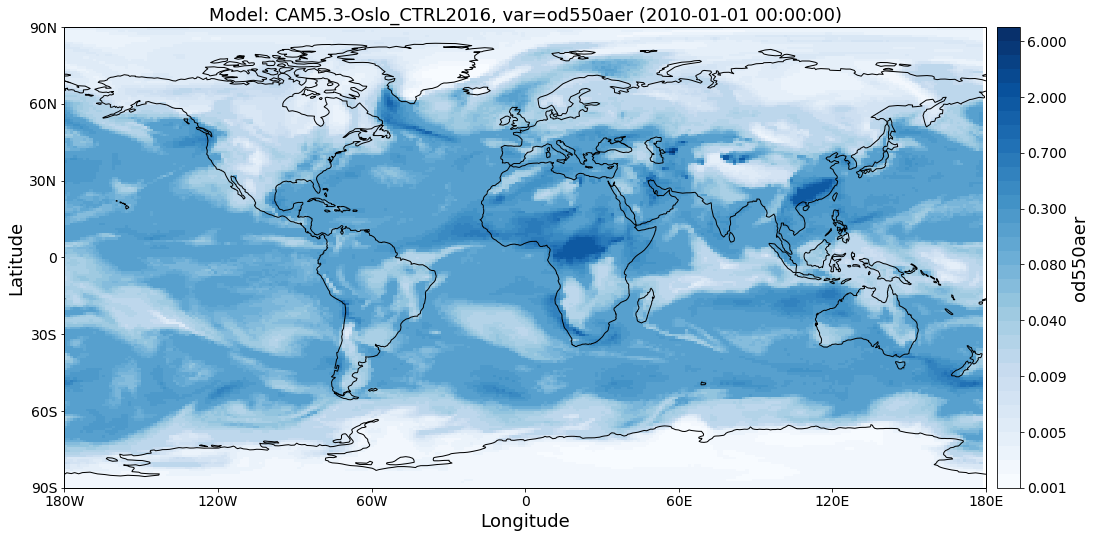 Model: CAM5.3-Oslo_CTRL2016, var=od550aer (2010-01-01 00:00:00)
90N
60N
30N
0
30S
60S
90S
Latitude
180W
120W
60W
0
60E
120E
180E
Longitude
6.000
2.000
0.700
0.300
0.080
0.040
0.009
0.005
0.001
od550aer